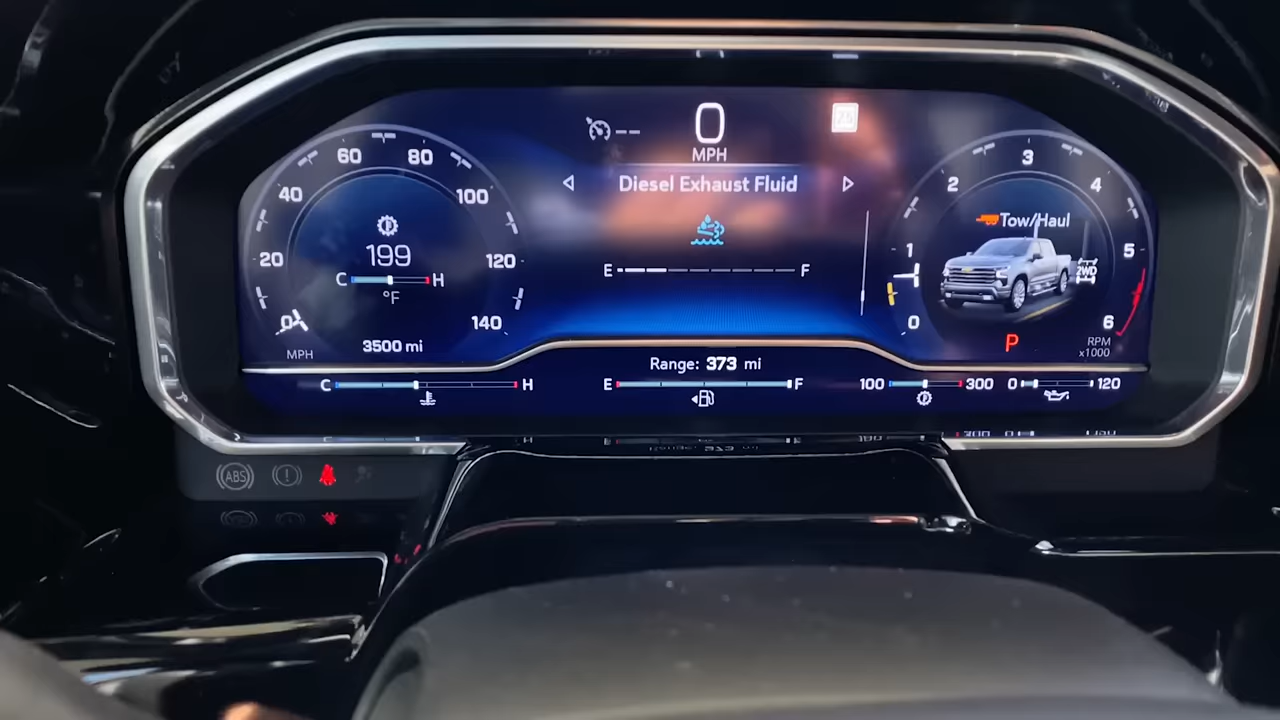 0
MPH
25
Diesel Exhaust Fluid
E F
0 20 40 60 80 100 120 140
MPH
199
C H
°F
3500 mi
0 1 2 3 4 5 6
RPM
x1000
Tow/Haul
2WD
P
Range: 373 mi
C H
E F
100 300
0 120
ABS